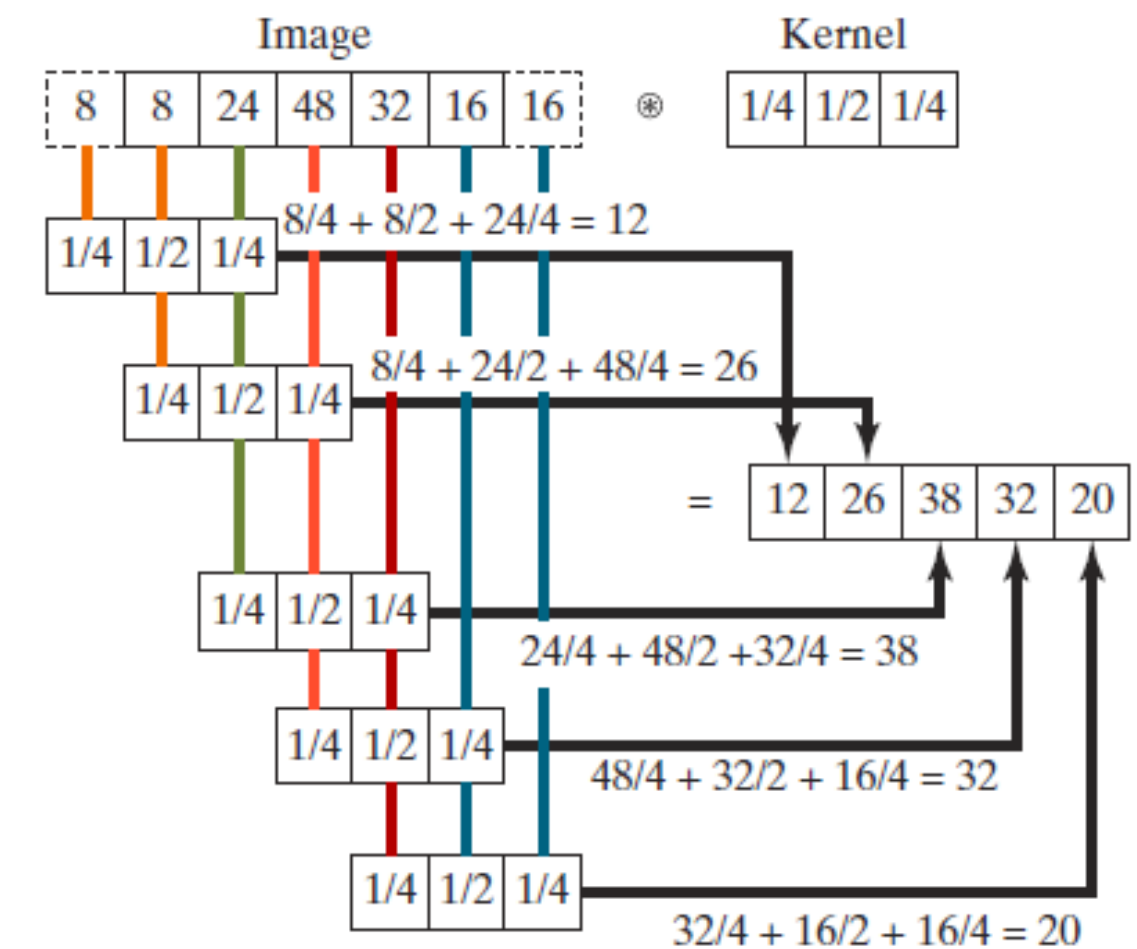 Image Kernel
8 8 24 48 32 16 16 ⊛ 1/4 1/2 1/4
8/4 + 8/2 + 24/4 = 12
1/4 1/2 1/4
8/4 + 24/2 + 48/4 = 26
1/4 1/2 1/4
= 12 26 38 32 20
1/4 1/2 1/4
24/4 + 48/2 +32/4 = 38
1/4 1/2 1/4
48/4 + 32/2 + 16/4 = 32
1/4 1/2 1/4
32/4 + 16/2 + 16/4 = 20